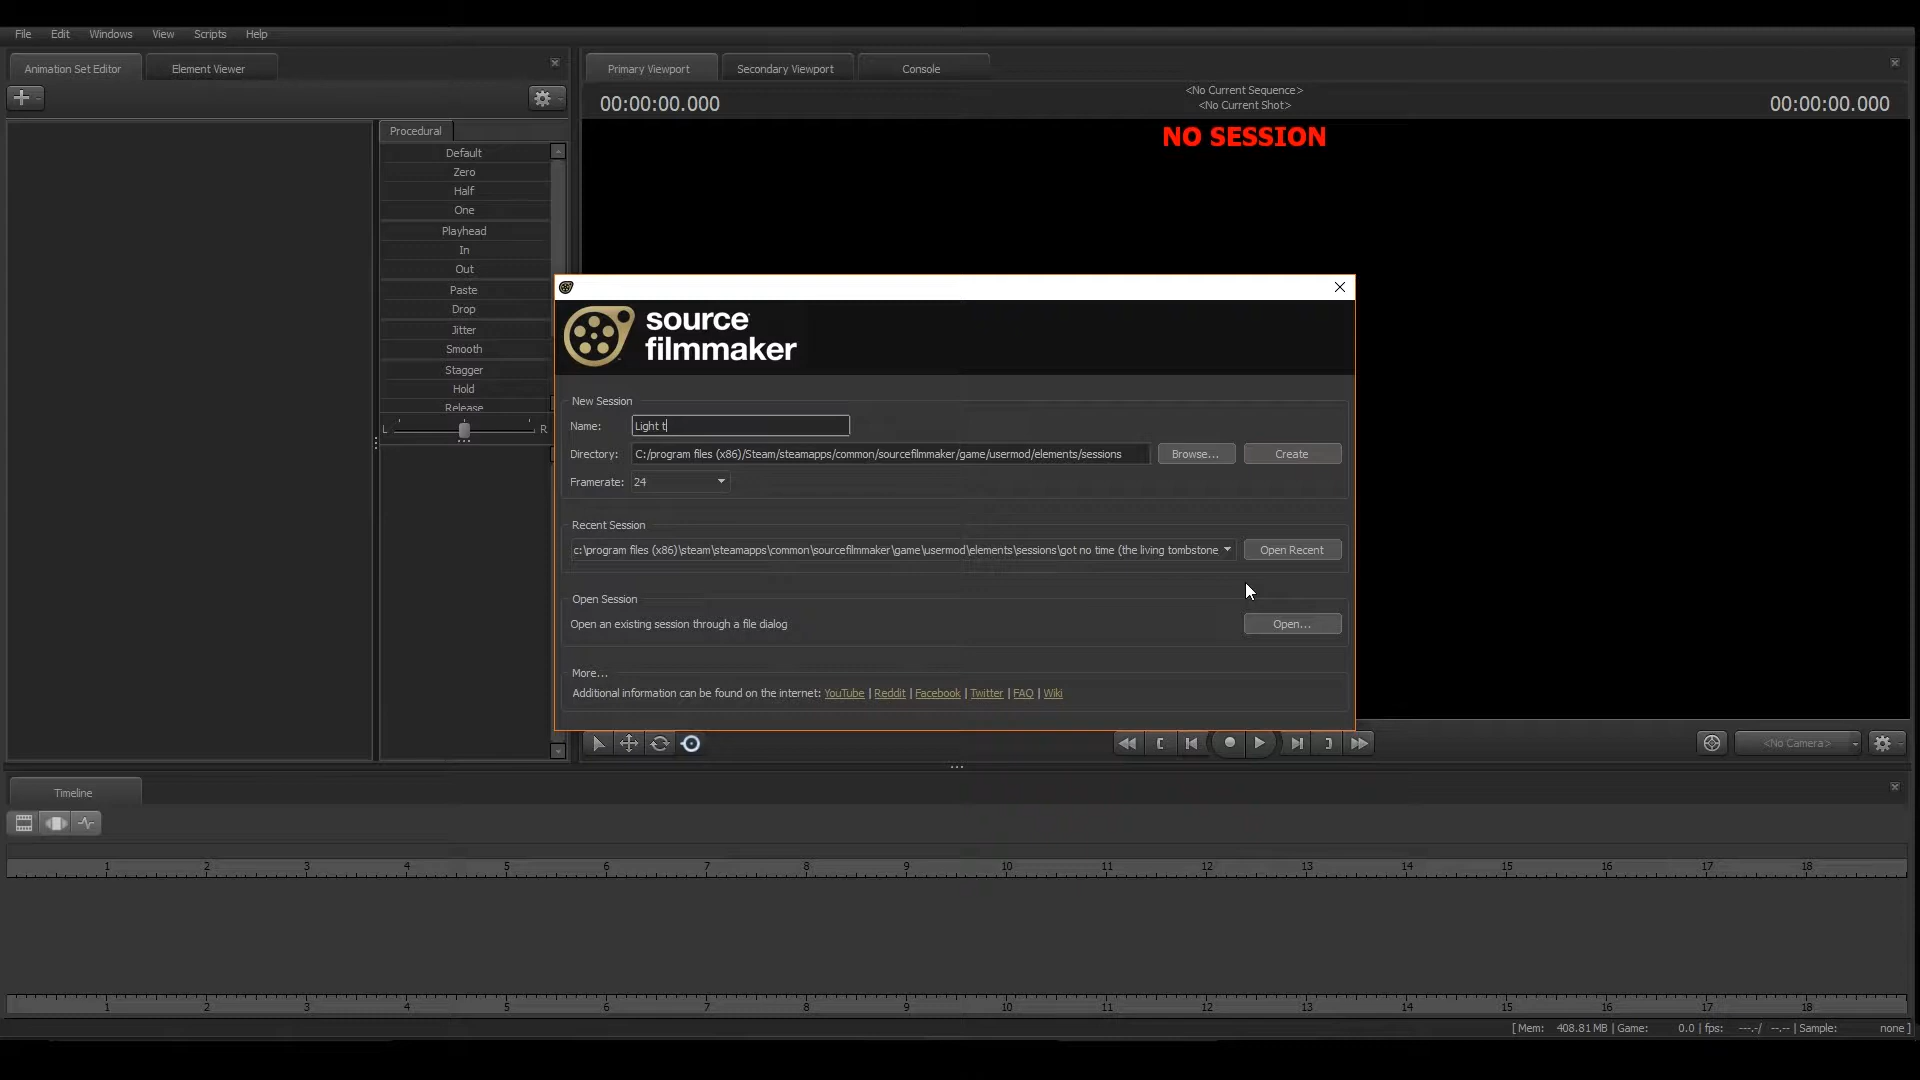 File Edit Windows View Scripts Help
Animation Set Editor Element Viewer
Primary Viewport Secondary Viewport Console
00:00:00.000
<No Current Sequence>
<No Current Shot>
00:00:00.000
NO SESSION
Procedural
Default
Zero
Half
One
Playhead
In
Out
Paste
Drop
Jitter
Smooth
Stagger
Hold
Release
L R
source
filmmaker
New Session
Name: Light t
Directory: C:/program files (x86)/Steam/steamapps/common/sourcefilmmaker/game/usermod/elements/sessions Browse... Create
Framerate: 24
Recent Session
c:\program files (x86)\steam\steamapps\common\sourcefilmmaker\game\usermod\elements\sessions\got no time (the living tombstone Open Recent
Open Session
Open an existing session through a file dialog Open...
More...
Additional information can be found on the internet: YouTube | Reddit | Facebook | Twitter | FAQ | Wiki
<No Camera>
Timeline
1 2 3 4 5 6 7 8 9 10 11 12 13 14 15 16 17 18
1 2 3 4 5 6 7 8 9 10 11 12 13 14 15 16 17 18
[ Mem: 408.81 MB | Game: 0.0 | fps: ---.-/ --.-- | Sample: none ]